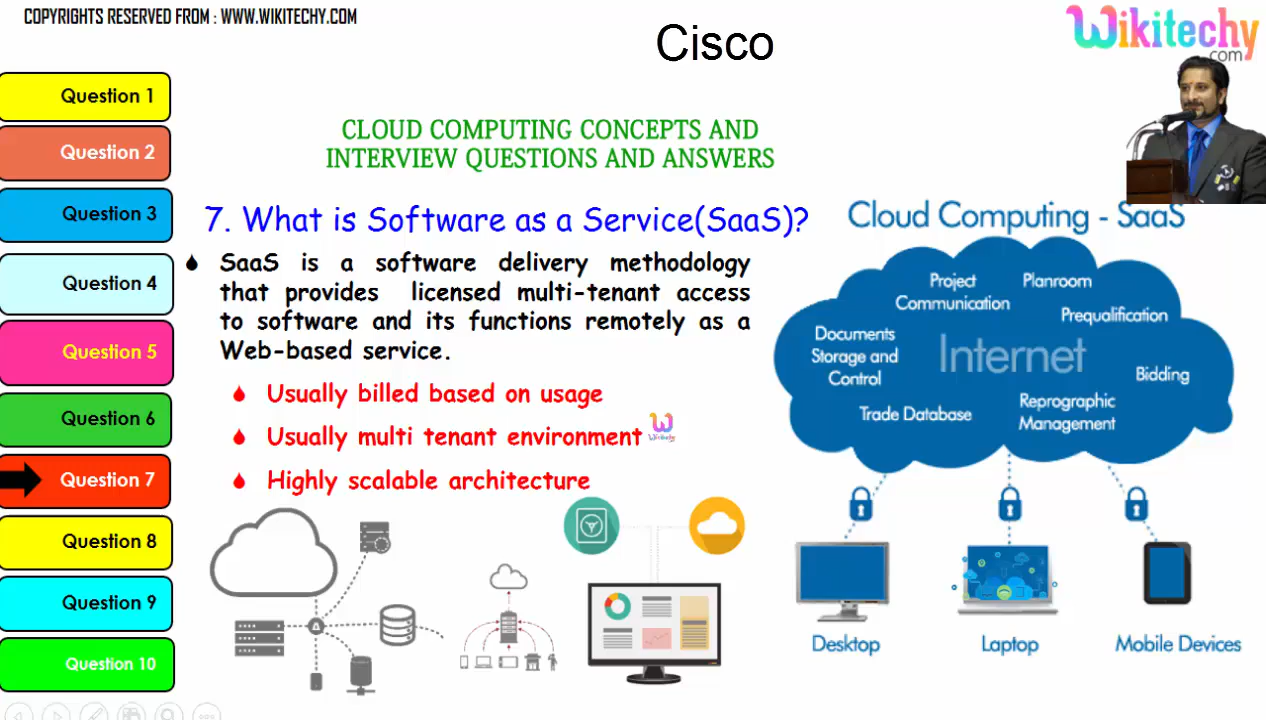 COPYRIGHTS RESERVED FROM : WWW.WIKITECHY.COM
Cisco
Wikitechy
.com
Question 1
Question 2
Question 3
Question 4
Question 5
Question 6
Question 7
Question 8
Question 9
Question 10
CLOUD COMPUTING CONCEPTS AND
INTERVIEW QUESTIONS AND ANSWERS
7. What is Software as a Service(SaaS)?
SaaS is a software delivery methodology
that provides licensed multi-tenant access
to software and its functions remotely as a
Web-based service.
Usually billed based on usage
Usually multi tenant environment
Wikitechy
Highly scalable architecture
Cloud Computing - SaaS
Project
Communication
Planroom
Prequalification
Documents
Storage and
Control
Internet
Bidding
Trade Database
Reprographic
Management
Desktop
Laptop
Mobile Devices